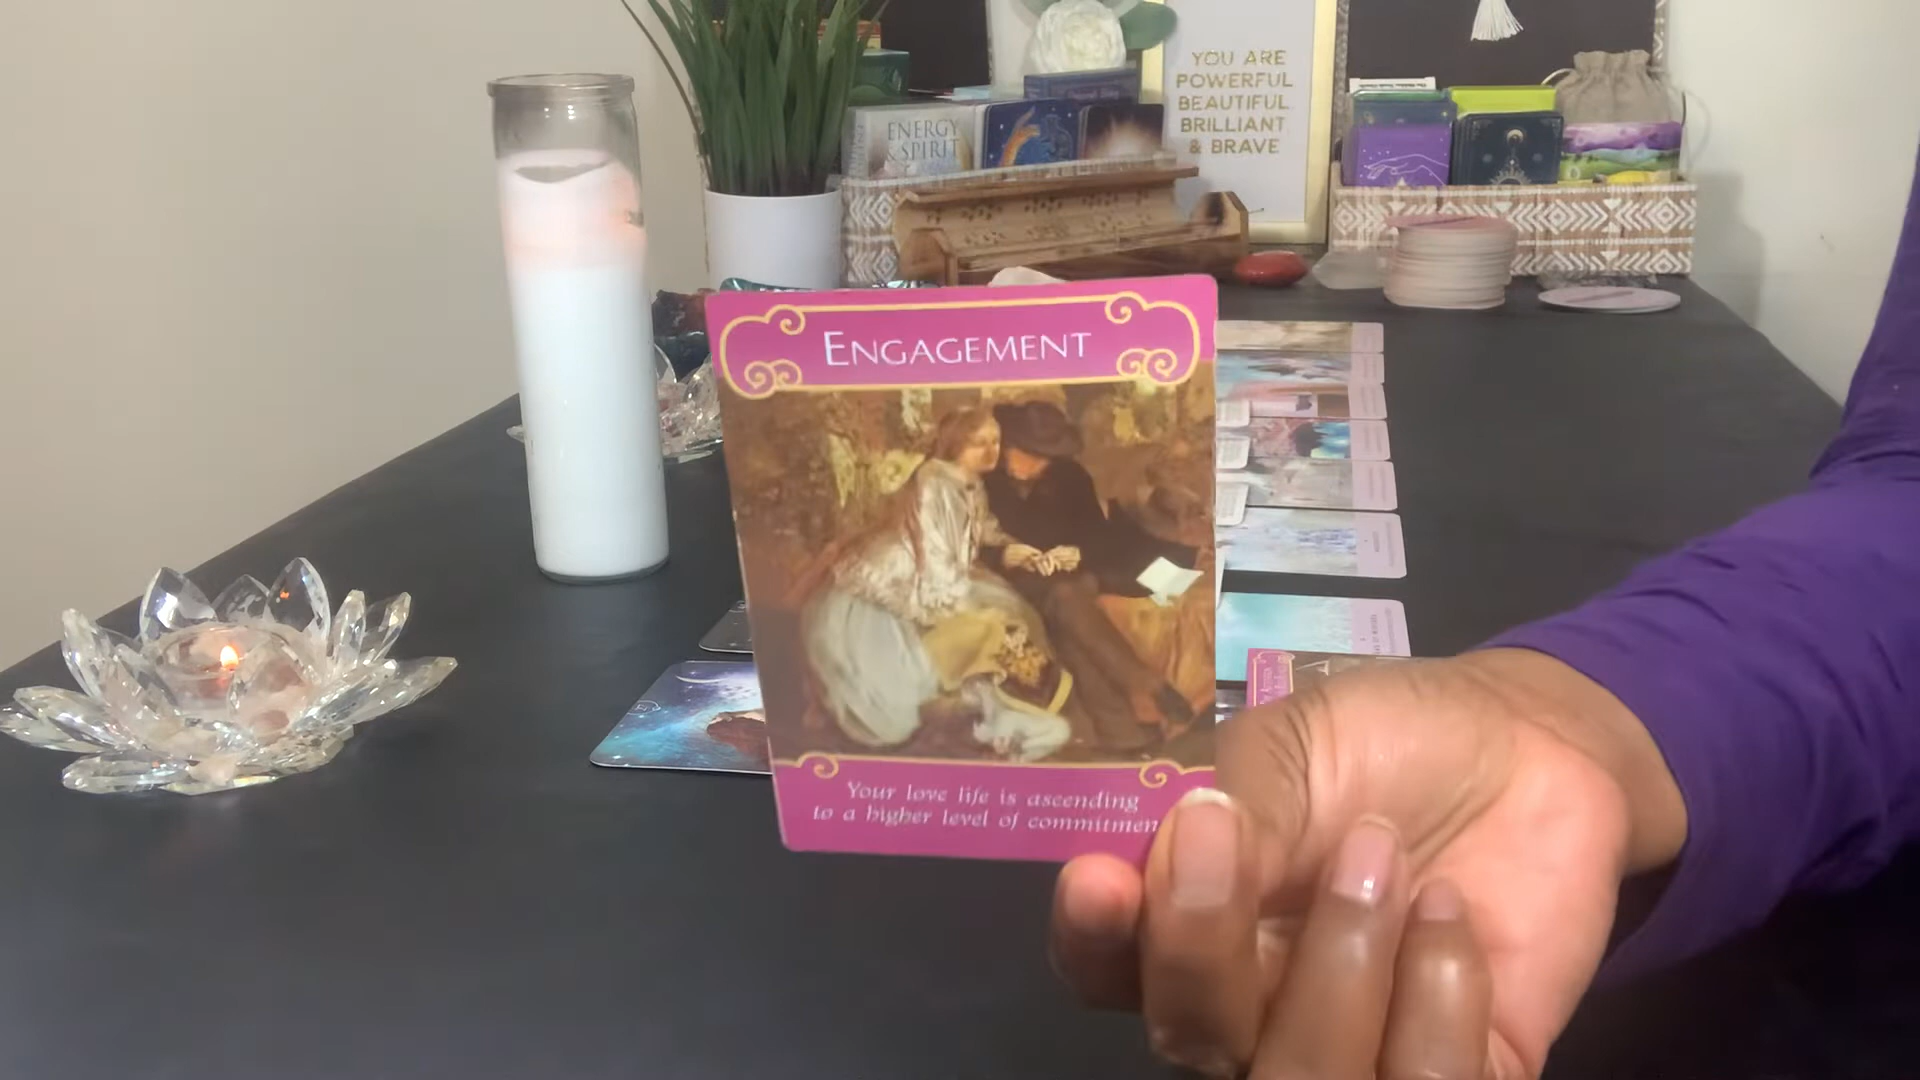 YOU ARE
POWERFUL
BEAUTIFUL
BRILLIANT
& BRAVE
ENERGY
& SPIRIT
ENGAGEMENT
Your love life is ascending
to a higher level of commitmen